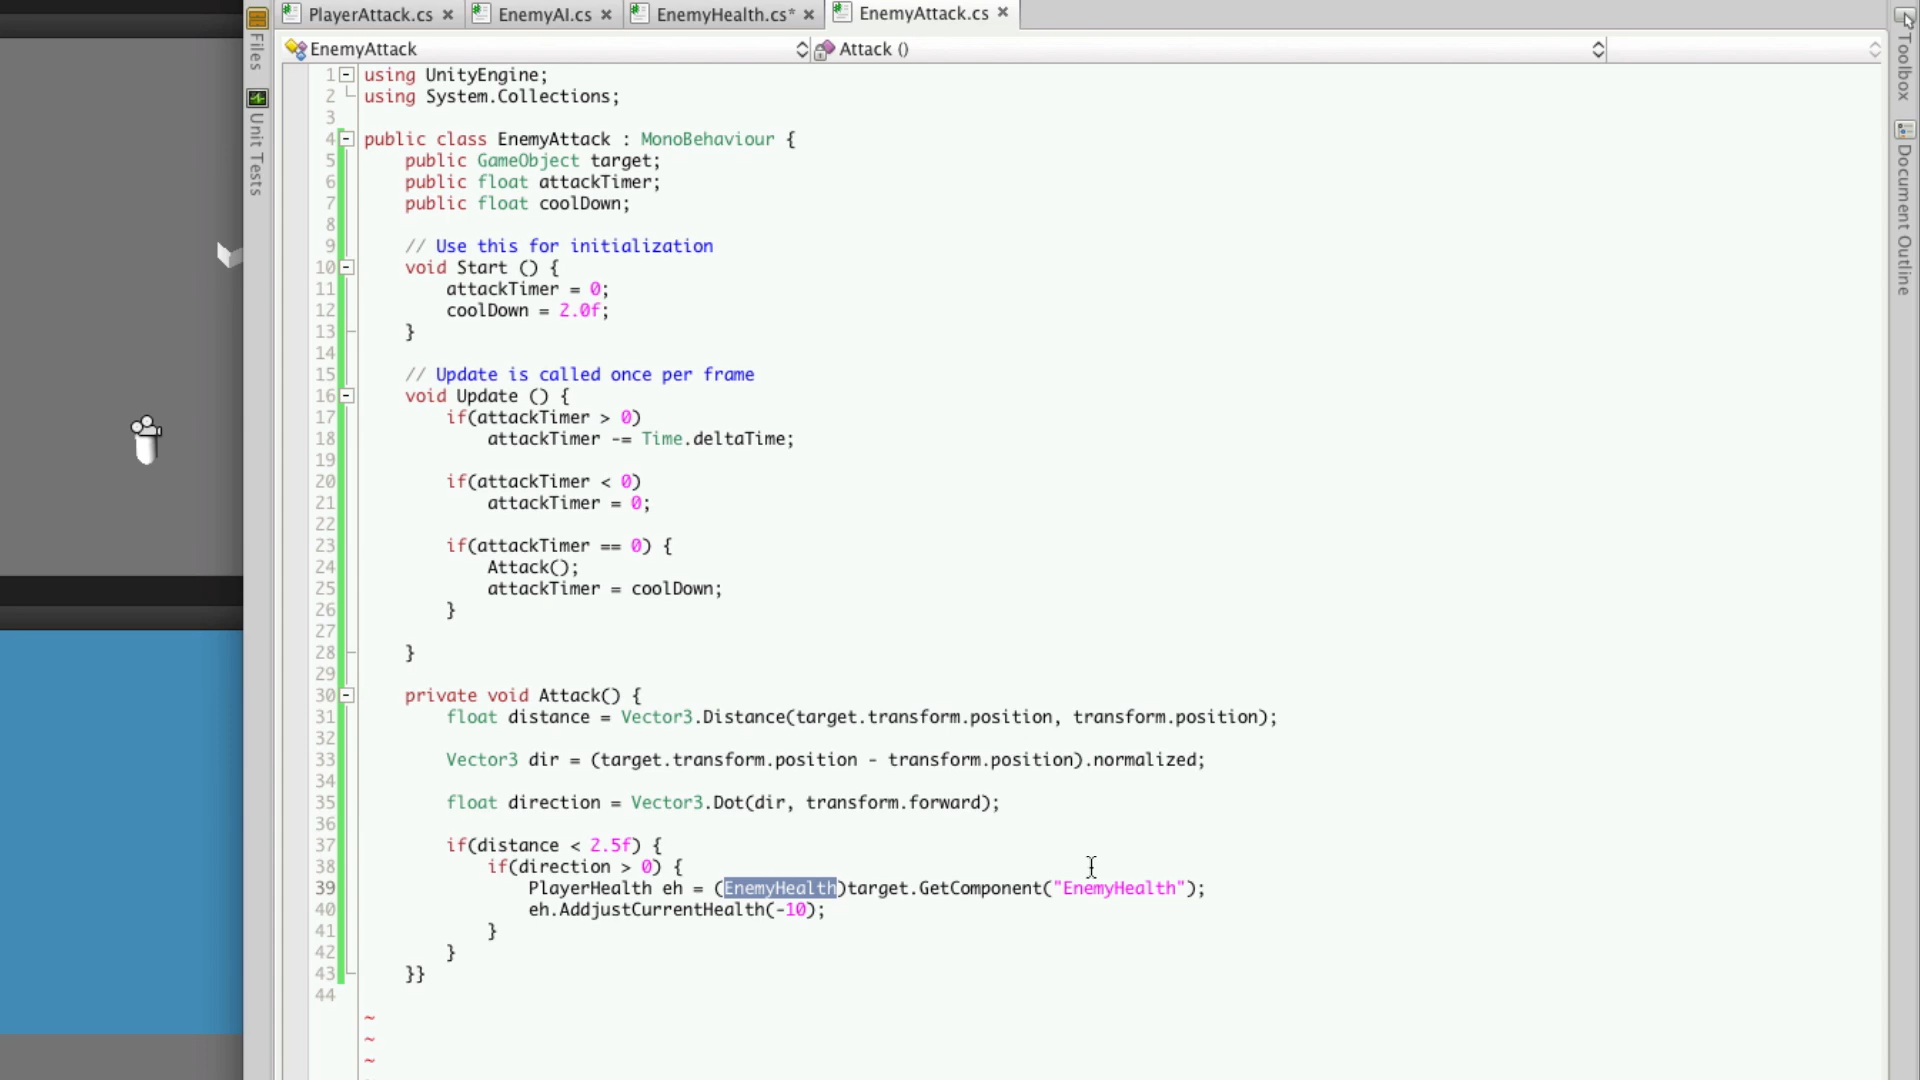 PlayerAttack.cs × EnemyAI.cs × EnemyHealth.cs* × EnemyAttack.cs ×
EnemyAttack Attack ()
Files
Unit Tests
Toolbox
Document Outline
1 using UnityEngine;
2 using System.Collections;
3
4 public class EnemyAttack : MonoBehaviour {
5 public GameObject target;
6 public float attackTimer;
7 public float coolDown;
8
9 // Use this for initialization
10 void Start () {
11 attackTimer = 0;
12 coolDown = 2.0f;
13 }
14
15 // Update is called once per frame
16 void Update () {
17 if(attackTimer > 0)
18 attackTimer -= Time.deltaTime;
19
20 if(attackTimer < 0)
21 attackTimer = 0;
22
23 if(attackTimer == 0) {
24 Attack();
25 attackTimer = coolDown;
26 }
27
28 }
29
30 private void Attack() {
31 float distance = Vector3.Distance(target.transform.position, transform.position);
32
33 Vector3 dir = (target.transform.position - transform.position).normalized;
34
35 float direction = Vector3.Dot(dir, transform.forward);
36
37 if(distance < 2.5f) {
38 if(direction > 0) {
39 PlayerHealth eh = (EnemyHealth)target.GetComponent("EnemyHealth");
40 eh.AddjustCurrentHealth(-10);
41 }
42 }
43 }}
44
~
~
~